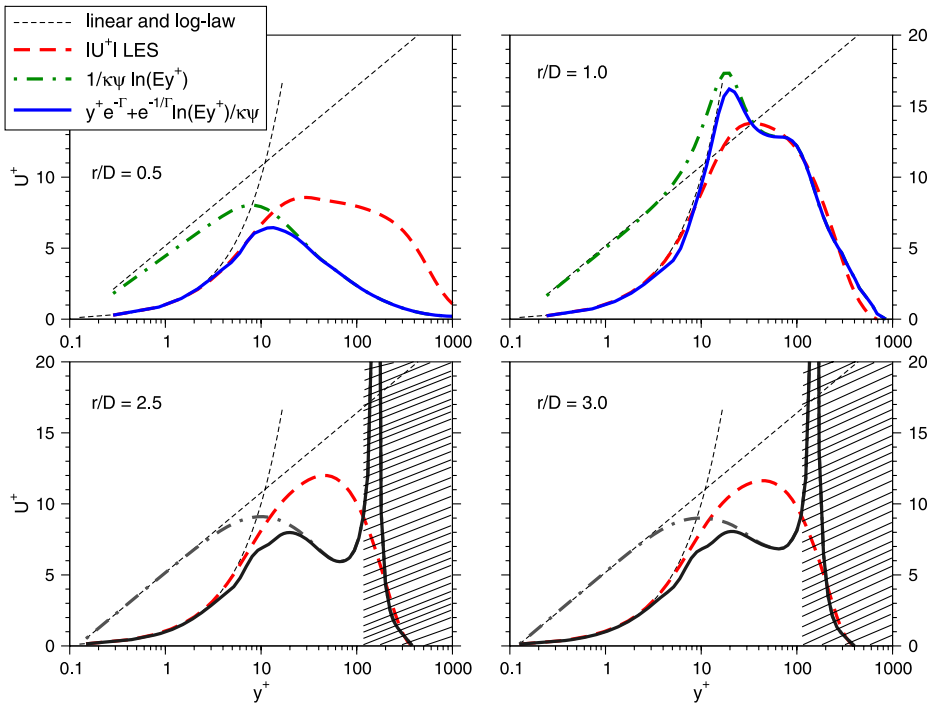 linear and log-law
|U⁺| LES
1/κψ ln(Ey⁺)
y⁺e⁻ᴦ+e⁻¹/ᴦln(Ey⁺)/κψ
r/D = 0.5
U⁺
10
5
0
0.1 1 10 100 1000
r/D = 1.0
20
15
10
5
0
0.1 1 10 100 1000
r/D = 2.5
U⁺
20
15
10
5
0
0.1 1 10 100 1000
y⁺
r/D = 3.0
20
15
10
5
0
0.1 1 10 100 1000
y⁺